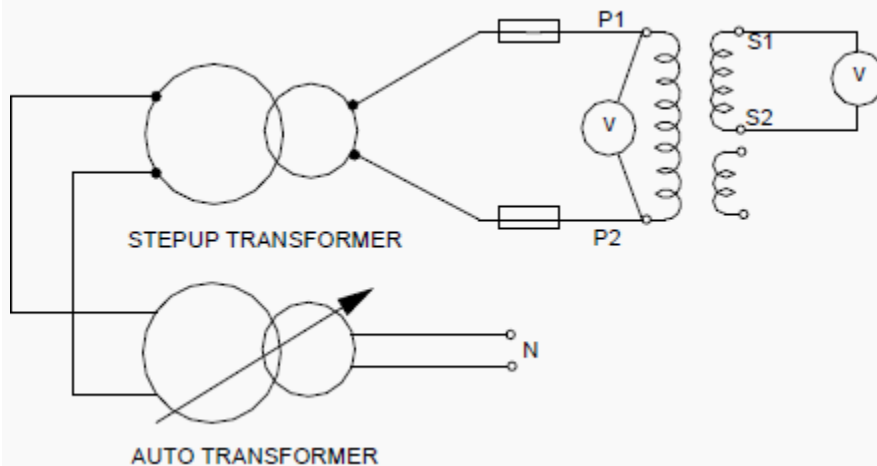 P1
S1
V
V
S2
STEPUP TRANSFORMER
P2
N
AUTO TRANSFORMER